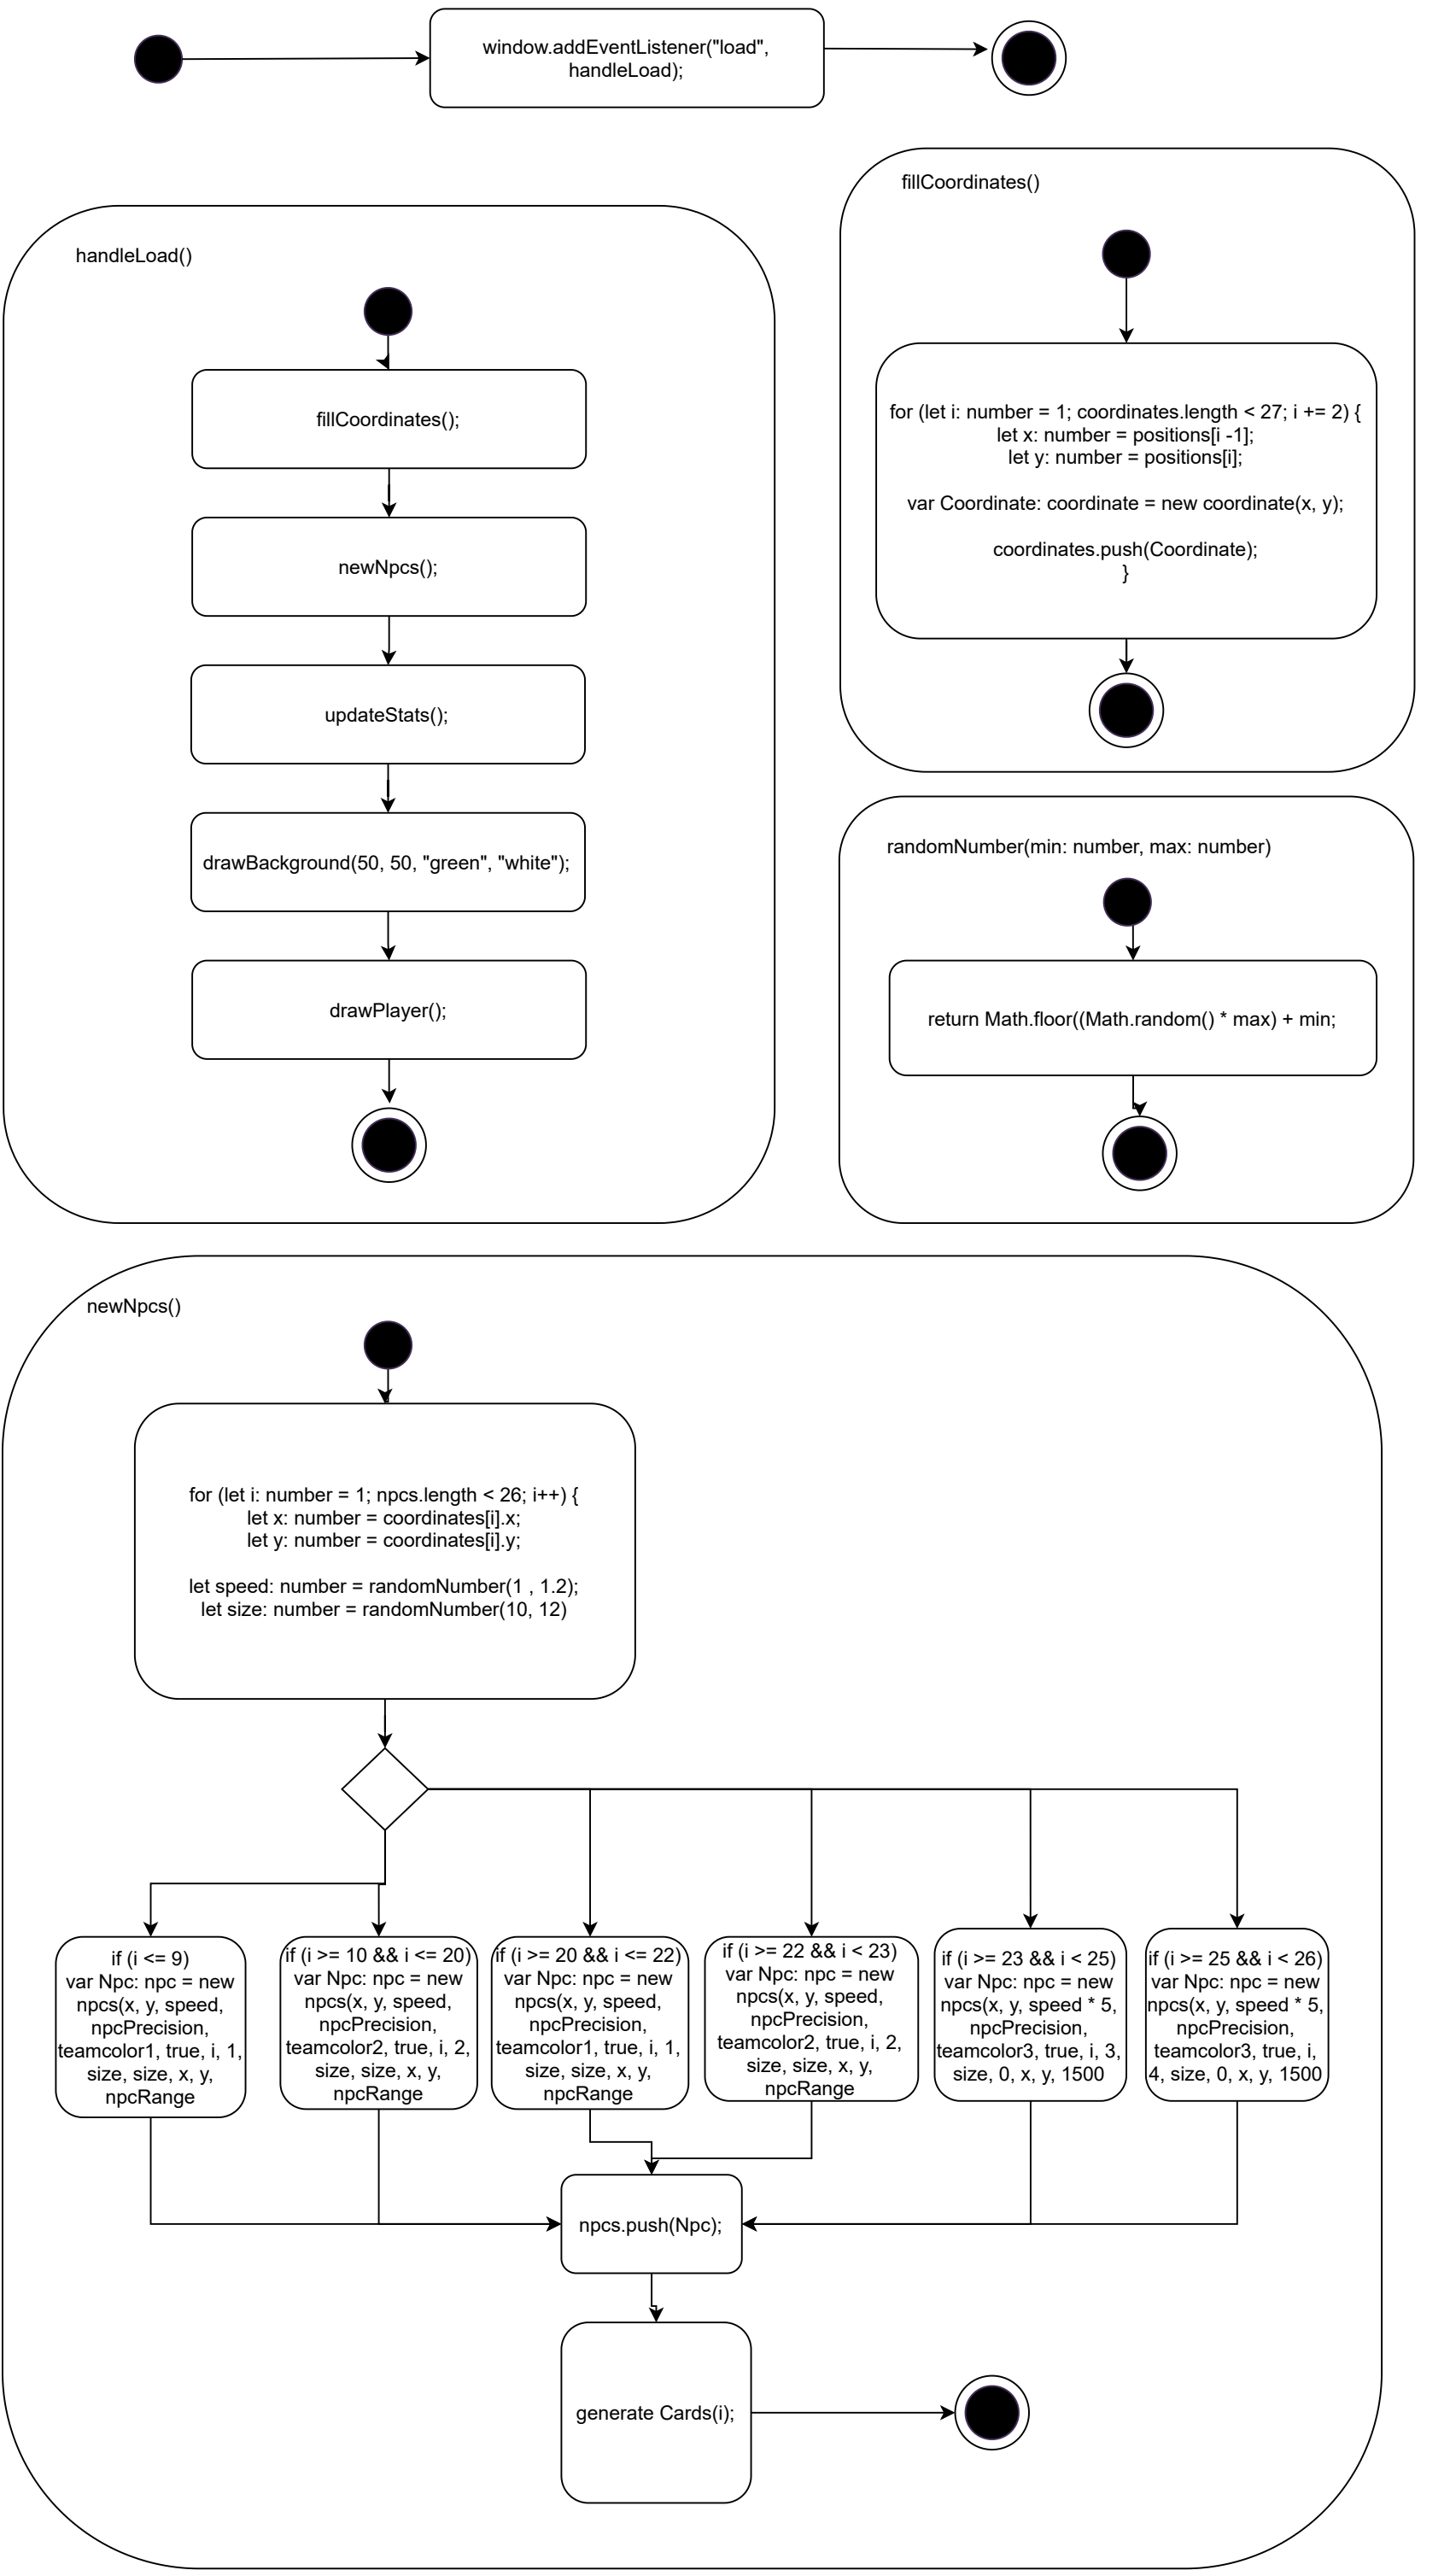 window.addEventListener("load",
handleLoad);
fillCoordinates()
for (let i: number = 1; coordinates.length < 27; i += 2) {
let x: number = positions[i -1];
let y: number = positions[i];
var Coordinate: coordinate = new coordinate(x, y);
coordinates.push(Coordinate);
}
handleLoad()
fillCoordinates();
newNpcs();
updateStats();
drawBackground(50, 50, "green", "white");
drawPlayer();
randomNumber(min: number, max: number)
return Math.floor((Math.random() * max) + min;
newNpcs()
for (let i: number = 1; npcs.length < 26; i++) {
let x: number = coordinates[i].x;
let y: number = coordinates[i].y;
let speed: number = randomNumber(1 , 1.2);
let size: number = randomNumber(10, 12)
if (i <= 9)
var Npc: npc = new
npcs(x, y, speed,
npcPrecision,
teamcolor1, true, i, 1,
size, size, x, y,
npcRange
if (i >= 10 && i <= 20)
var Npc: npc = new
npcs(x, y, speed,
npcPrecision,
teamcolor2, true, i, 2,
size, size, x, y,
npcRange
if (i >= 20 && i <= 22)
var Npc: npc = new
npcs(x, y, speed,
npcPrecision,
teamcolor1, true, i, 1,
size, size, x, y,
npcRange
if (i >= 22 && i < 23)
var Npc: npc = new
npcs(x, y, speed,
npcPrecision,
teamcolor2, true, i, 2,
size, size, x, y,
npcRange
if (i >= 23 && i < 25)
var Npc: npc = new
npcs(x, y, speed * 5,
npcPrecision,
teamcolor3, true, i, 3,
size, 0, x, y, 1500
if (i >= 25 && i < 26)
var Npc: npc = new
npcs(x, y, speed * 5,
npcPrecision,
teamcolor3, true, i,
4, size, 0, x, y, 1500
npcs.push(Npc);
generate Cards(i);